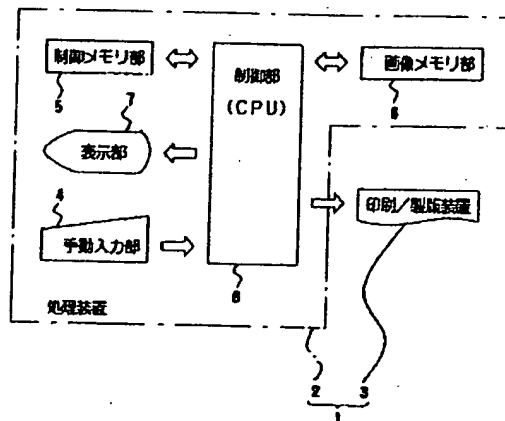 制御メモリ部
5
7
表示部
4
手動入力部
処理装置
制御部
(CPU)
6
画像メモリ部
印刷/製版装置
2
3
1